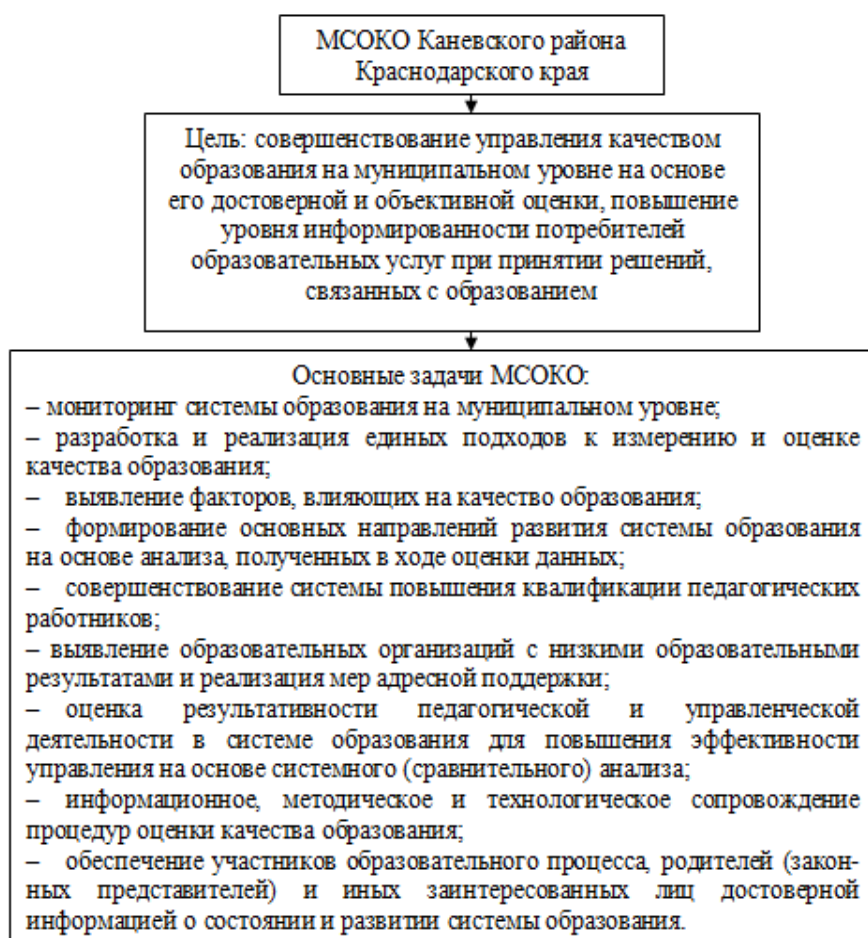 МСОКО Каневского района
Краснодарского края
Цель: совершенствование управления качеством
образования на муниципальном уровне на основе
его достоверной и объективной оценки, повышение
уровня информированности потребителей
образовательных услуг при принятии решений,
связанных с образованием
Основные задачи МСОКО:
– мониторинг системы образования на муниципальном уровне;
– разработка и реализация единых подходов к измерению и оценке
качества образования;
– выявление факторов, влияющих на качество образования;
– формирование основных направлений развития системы образования
на основе анализа, полученных в ходе оценки данных;
– совершенствование системы повышения квалификации педагогических
работников;
– выявление образовательных организаций с низкими образовательными
результатами и реализация мер адресной поддержки;
– оценка результативности педагогической и управленческой
деятельности в системе образования для повышения эффективности
управления на основе системного (сравнительного) анализа;
– информационное, методическое и технологическое сопровождение
процедур оценки качества образования;
– обеспечение участников образовательного процесса, родителей (закон-
ных представителей) и иных заинтересованных лиц достоверной
информацией о состоянии и развитии системы образования.